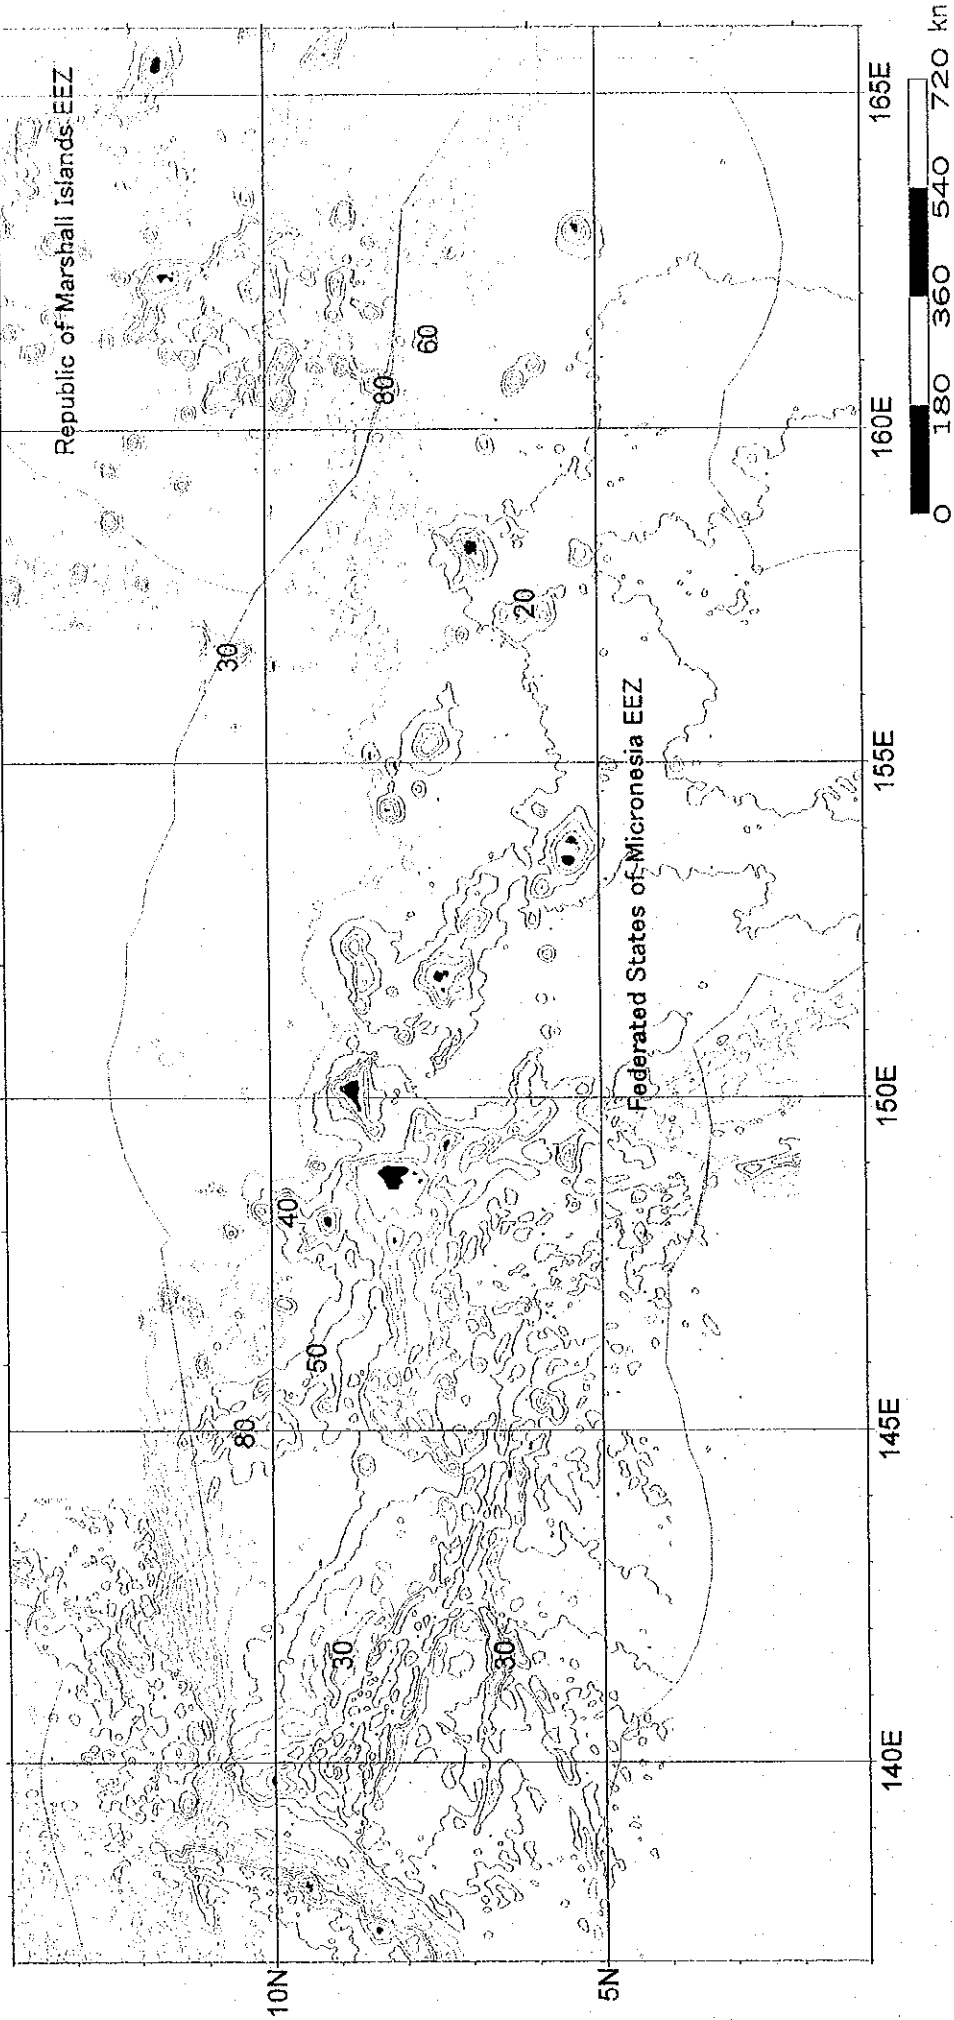 Republic of Marshall Islands EEZ
30
80
60
40
20
50
80
30
30
Federated States of Micronesia EEZ
10N
5N
140E
145E
150E
155E
160E
165E
0 180 360 540 720 kn